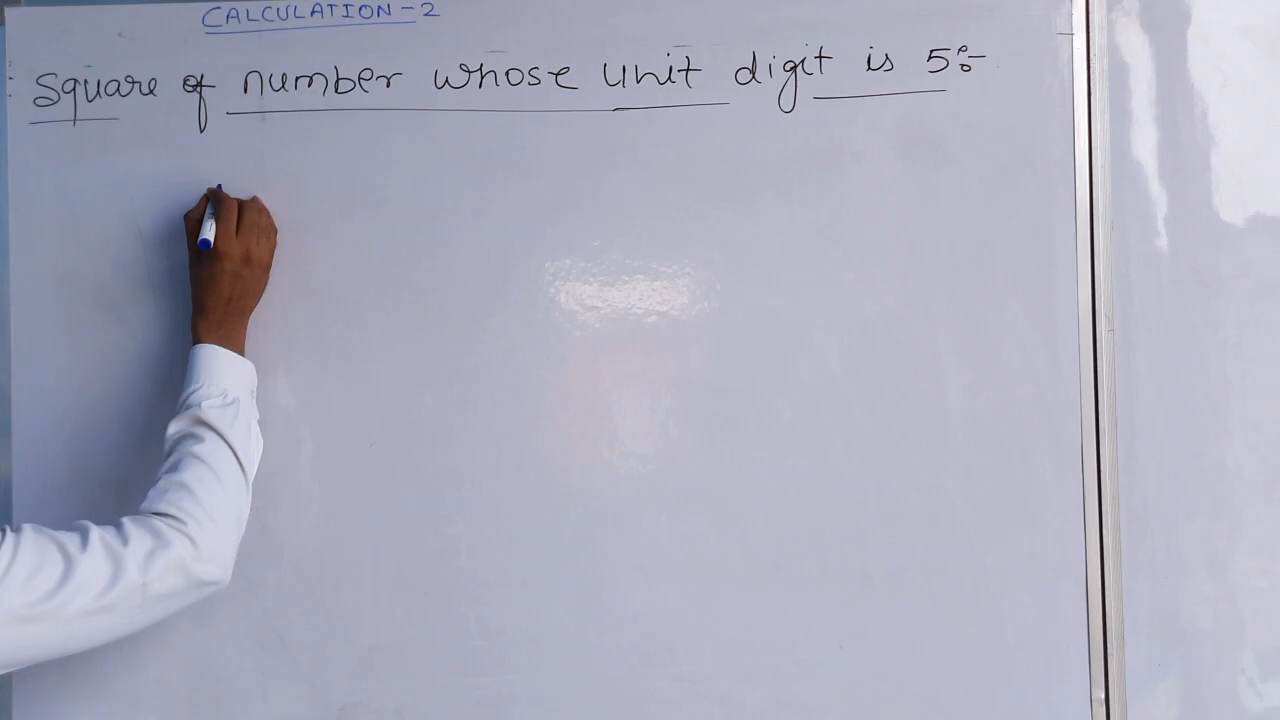 CALCULATION-2
Square of number whose unit digit is 5:-